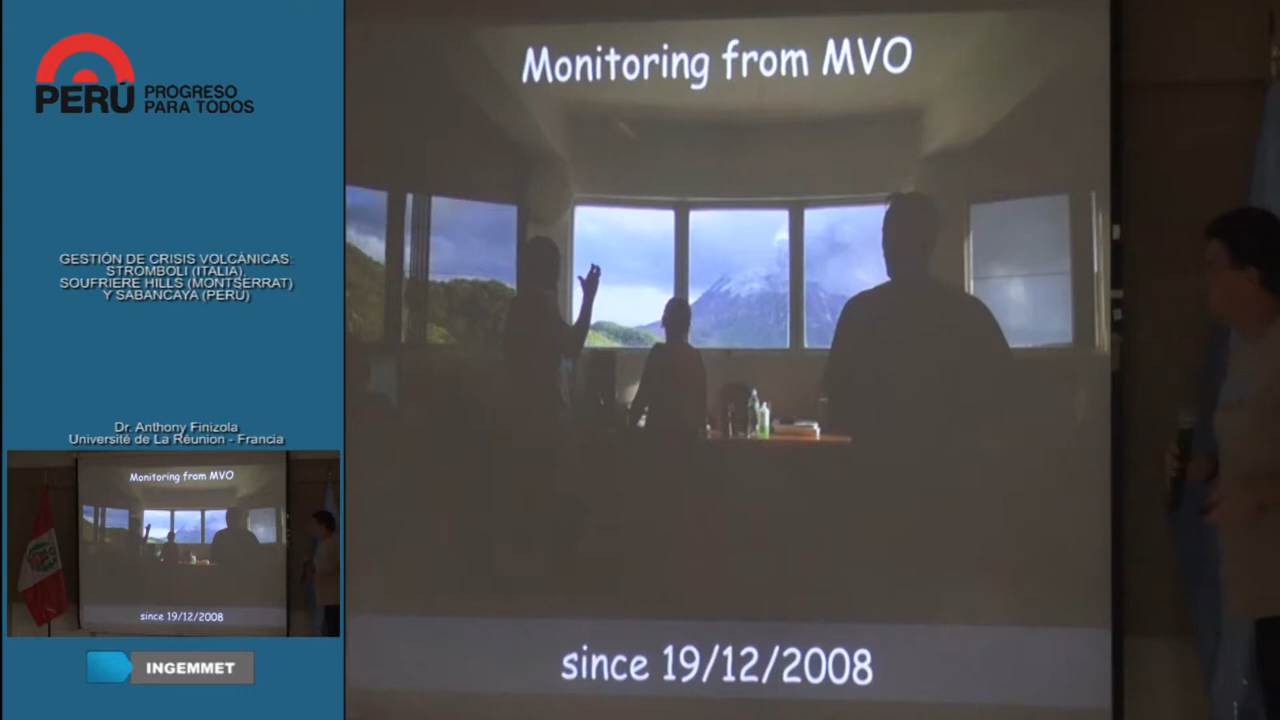 PERÚ PROGRESO
PARA TODOS
GESTIÓN DE CRISIS VOLCÁNICAS:
STROMBOLI (ITALIA),
SOUFRIERE HILLS (MONTSERRAT)
Y SABANCAYA (PERÚ)
Dr. Anthony Finizola
Université de La Réunion - Francia
Monitoring from MVO
since 19/12/2008
INGEMMET
Monitoring from MVO
since 19/12/2008